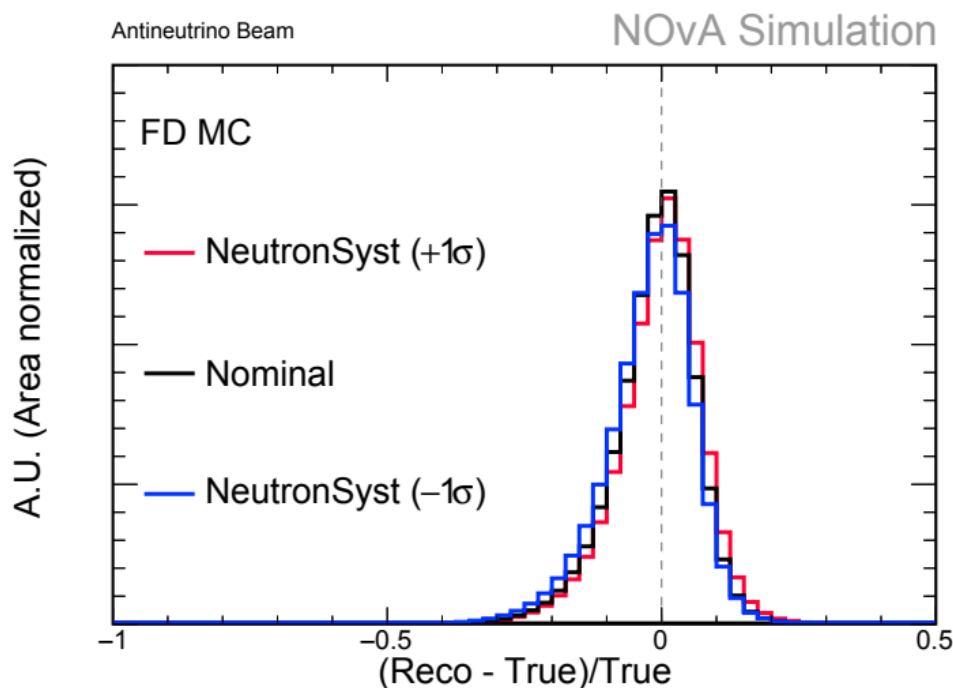 Antineutrino Beam
NOvA Simulation
FD MC
NeutronSyst (+1σ)
Nominal
NeutronSyst (−1σ)
A.U. (Area normalized)
−1
−0.5
0
0.5
(Reco - True)/True